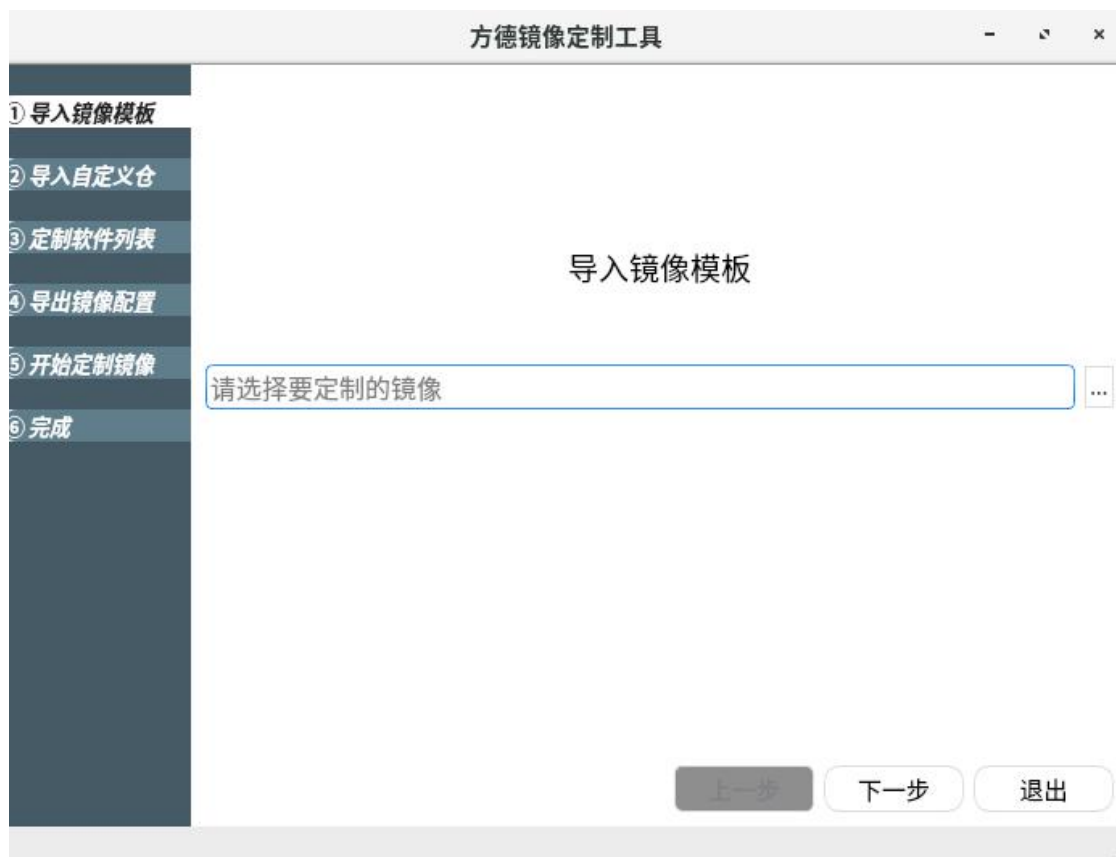 方德镜像定制工具
① 导入镜像模板
② 导入自定义仓
③ 定制软件列表
④ 导出镜像配置
⑤ 开始定制镜像
⑥ 完成
导入镜像模板
请选择要定制的镜像
...
上一步
下一步
退出